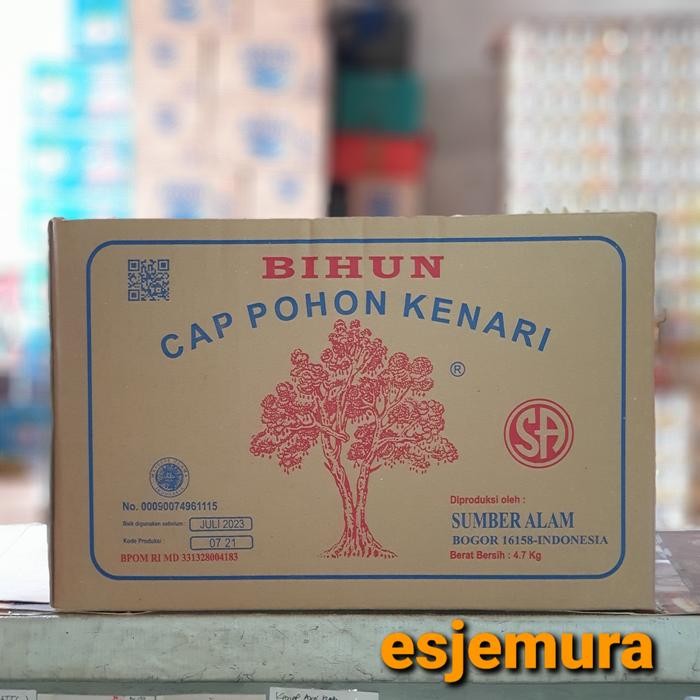 BIHUN
CAP POHON KENARI
®
SA
No. 00090074961115
Baik digunakan sebelum : JULI 2023
Kode Produksi : 07 21
BPOM RI MD 331328004183
Diproduksi oleh :
SUMBER ALAM
BOGOR 16158-INDONESIA
Berat Bersih : 4.7 Kg
esjemura